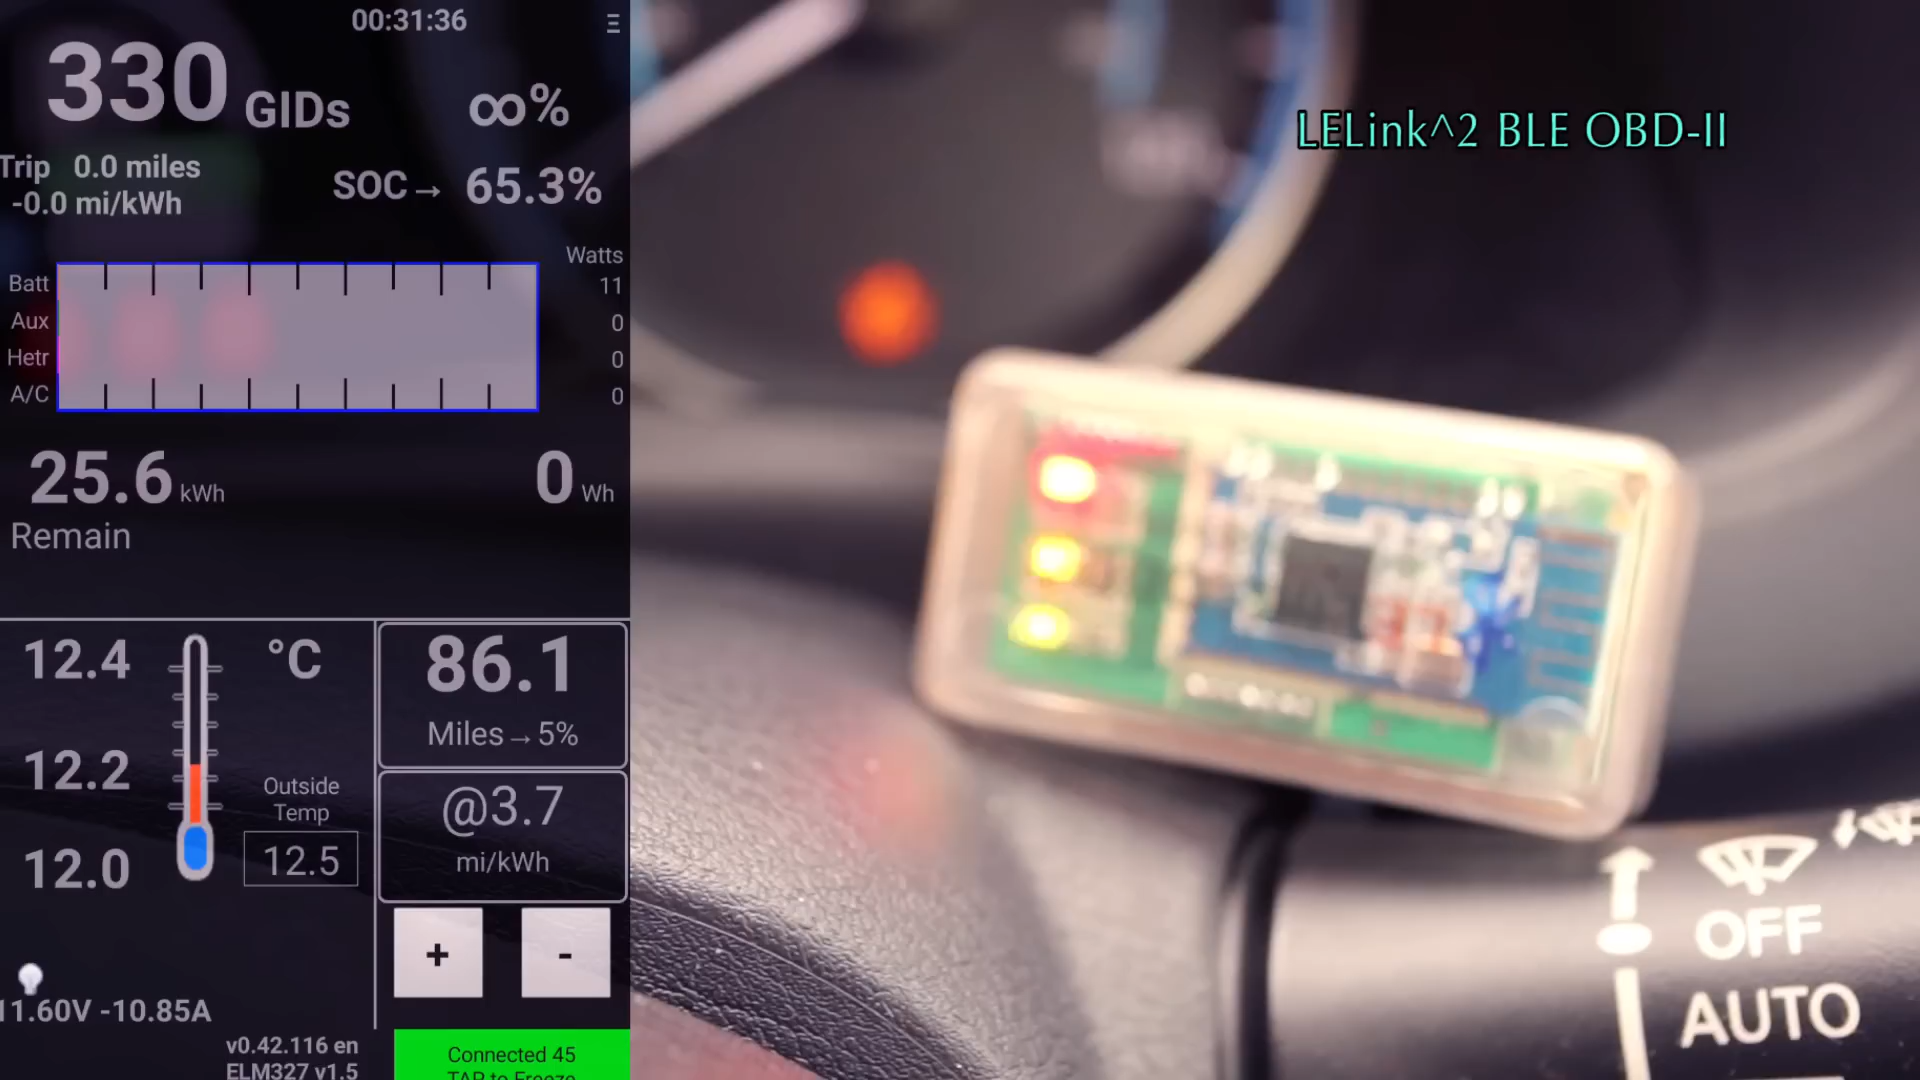 00:31:36
330 GIDs
∞%
Trip 0.0 miles
-0.0 mi/kWh
SOC→ 65.3%
Watts
Batt 11
Aux 0
Hetr 0
A/C 0
25.6 kWh
Remain
0 Wh
12.4
12.2
12.0
°C
Outside
Temp
12.5
86.1
Miles→5%
@3.7
mi/kWh
+
-
11.60V -10.85A
v0.42.116 en
ELM327 v1.5
Connected 45
TAP to Freeze
LELink^2 BLE OBD-II
OFF
AUTO